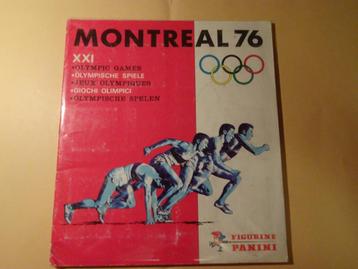 MONTREAL 76
XXI
•OLYMPIC GAMES
•OLYMPISCHE SPIELE
•JEUX OLYMPIQUES
•GIOCHI OLIMPICI
•OLYMPISCHE SPELEN
FIGURINE
PANINI